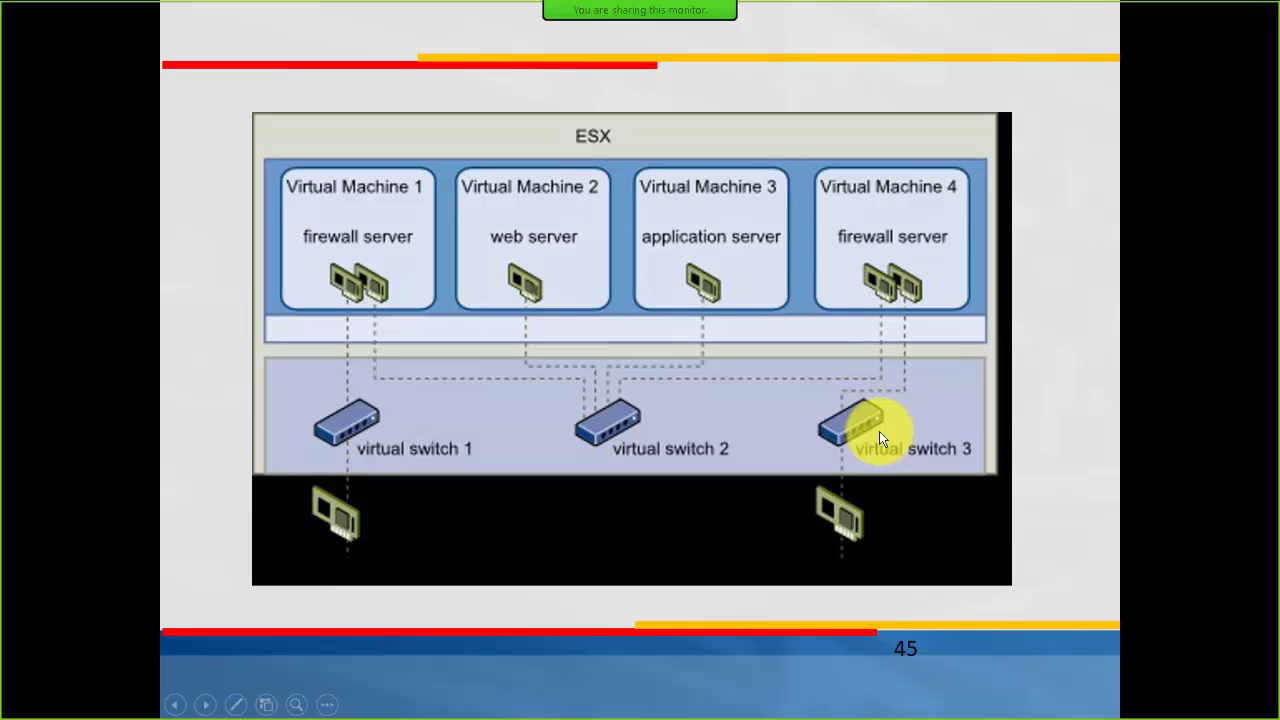 You are sharing this monitor.
ESX
Virtual Machine 1
firewall server
Virtual Machine 2
web server
Virtual Machine 3
application server
Virtual Machine 4
firewall server
virtual switch 1
virtual switch 2
virtual switch 3
45